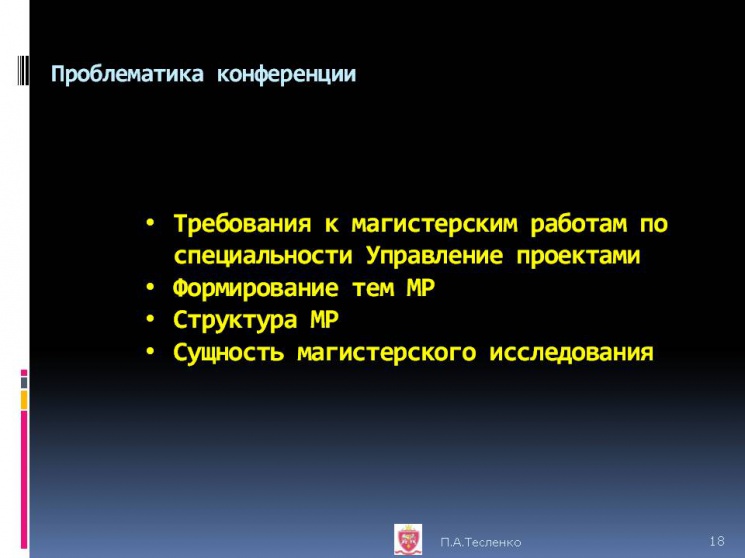 Проблематика конференции
• Требования к магистерским работам по
специальности Управление проектами
• Формирование тем МР
• Структура МР
• Сущность магистерского исследования
П.А.Тесленко
18